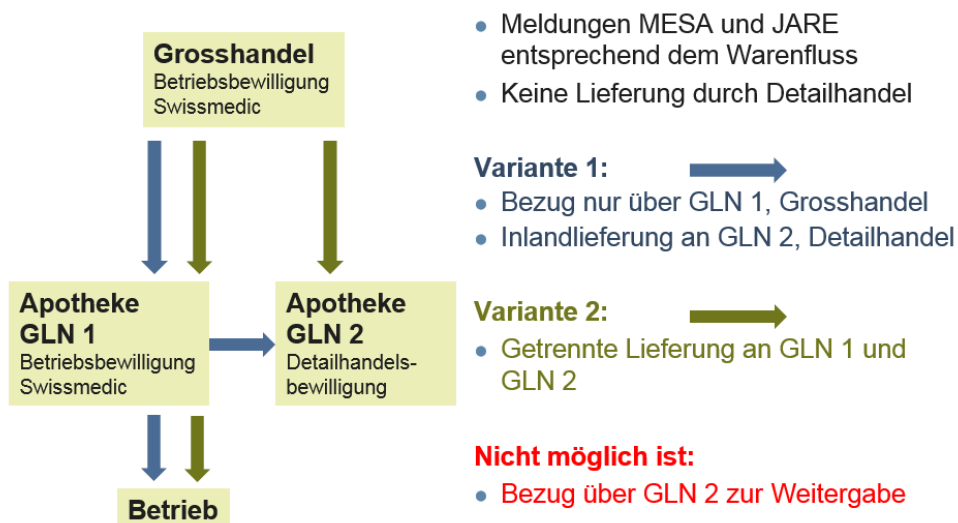 Grosshandel
Betriebsbewilligung
Swissmedic
Apotheke
GLN 1
Betriebsbewilligung
Swissmedic
Apotheke
GLN 2
Detailhandels-
bewilligung
Betrieb
• Meldungen MESA und JARE
entsprechend dem Warenfluss
• Keine Lieferung durch Detailhandel
Variante 1:
• Bezug nur über GLN 1, Grosshandel
• Inlandlieferung an GLN 2, Detailhandel
Variante 2:
• Getrennte Lieferung an GLN 1 und
GLN 2
Nicht möglich ist:
• Bezug über GLN 2 zur Weitergabe